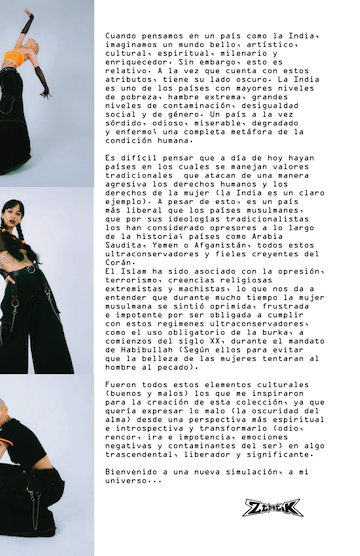 Cuando pensamos en un país como la India,
imaginamos un mundo bello, artístico,
cultural, espiritual, milenario y
enriquecedor. Sin embargo, esto es
relativo. A la vez que cuenta con estos
atributos, tiene su lado oscuro. La India
es uno de los países con mayores niveles
de pobreza, hambre extrema, grandes
niveles de contaminación, desigualdad
social y de género. Un país a la vez
sórdido, odioso, miserable, degradado
y enfermo; una completa metáfora de la
condición humana.
Es difícil pensar que a día de hoy hayan
países en los cuales se manejan valores
tradicionales que atacan de una manera
agresiva los derechos humanos y los
derechos de la mujer (la India es un claro
ejemplo). A pesar de esto, es un país
más liberal que los países musulmanes,
que por sus ideologías tradicionalistas
los han considerado opresores a lo largo
de la historia; países como Arabia
Saudita, Yemen o Afganistán, todos estos
ultraconservadores y fieles creyentes del
Corán.
El Islam ha sido asociado con la opresión,
terrorismo, creencias religiosas
extremistas y machistas, lo que nos da a
entender que durante mucho tiempo la mujer
musulmana se sintió oprimida, frustrada
e impotente por ser obligada a cumplir
con estos regimenes ultraconservadores,
como el uso obligatorio de la burka, a
comienzos del siglo XX, durante el mandato
de Habibullah (Según ellos para evitar
que la belleza de las mujeres tentaran al
hombre al pecado).
Fueron todos estos elementos culturales
(buenos y malos) los que me inspiraron
para la creación de esta colección, ya que
quería expresar lo malo (la oscuridad del
alma) desde una perspectiva más espiritual
e introspectiva y transformarlo (odio,
rencor, ira e impotencia, emociones
negativas y contaminantes del ser) en algo
trascendental, liberador y significante.
Bienvenido a una nueva simulación, a mi
universo...